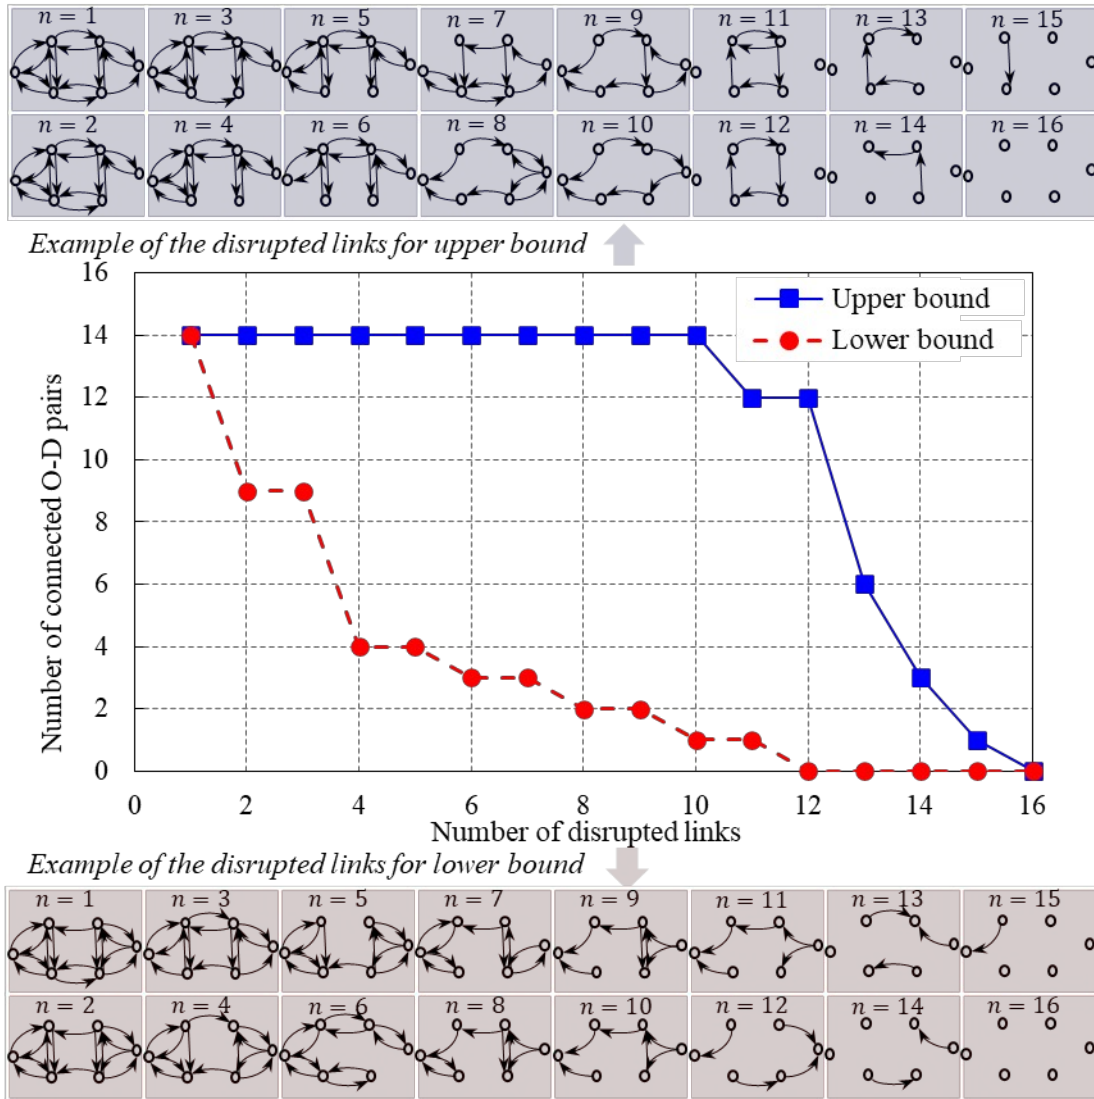 n = 1 n = 3 n = 5 n = 7 n = 9 n = 11 n = 13 n = 15
n = 2 n = 4 n = 6 n = 8 n = 10 n = 12 n = 14 n = 16
Example of the disrupted links for upper bound
16
Upper bound
Lower bound
14
12
10
8
6
4
2
0
Number of connected O-D pairs
0 2 4 6 8 10 12 14 16
Number of disrupted links
Example of the disrupted links for lower bound
n = 1 n = 3 n = 5 n = 7 n = 9 n = 11 n = 13 n = 15
n = 2 n = 4 n = 6 n = 8 n = 10 n = 12 n = 14 n = 16